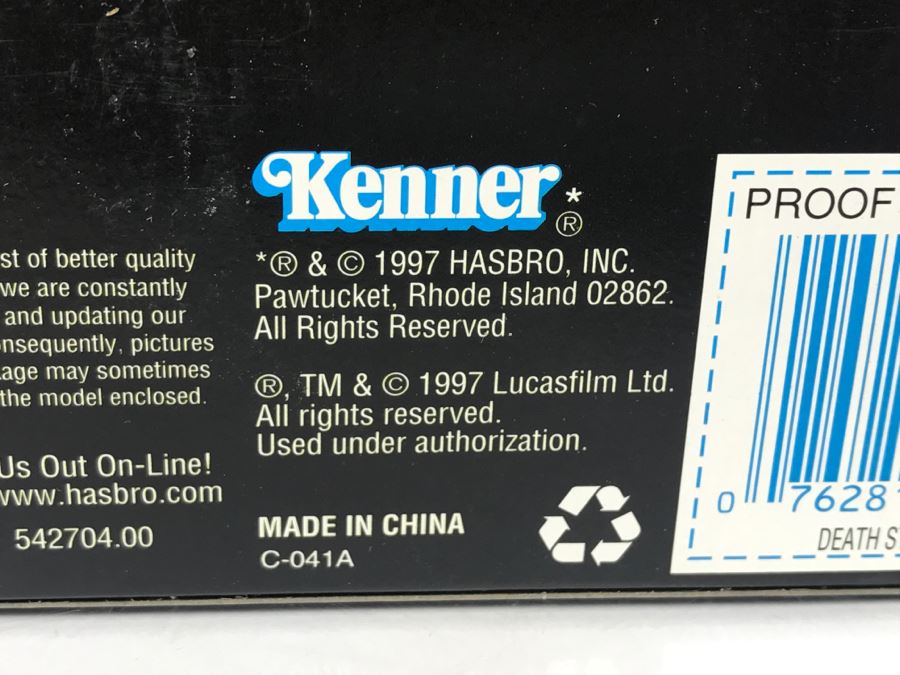 st of better quality
we are constantly
and updating our
nsequently, pictures
age may sometimes
the model enclosed.
Us Out On-Line!
www.hasbro.com
542704.00
Kenner*®
*® & © 1997 HASBRO, INC.
Pawtucket, Rhode Island 02862.
All Rights Reserved.
®, TM & © 1997 Lucasfilm Ltd.
All rights reserved.
Used under authorization.
MADE IN CHINA
C-041A
PROOF
0 76281
DEATH S